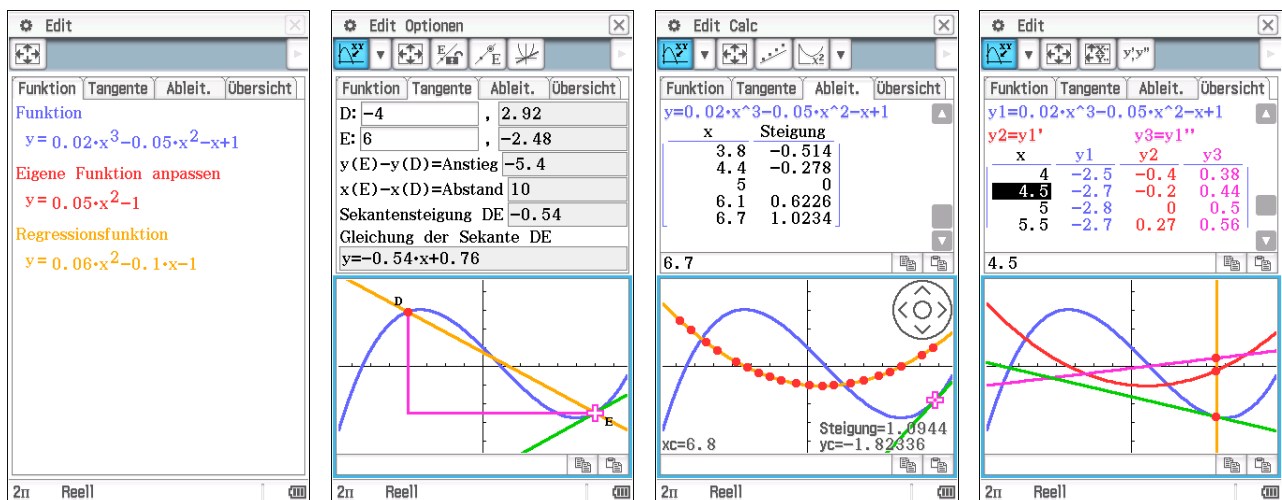 Edit
Funktion Tangente Ableit. Übersicht
Funktion
y=0.02·x³-0.05·x²-x+1
Eigene Funktion anpassen
y=0.05·x²-1
Regressionsfunktion
y=0.06·x²-0.1·x-1
2π Reell
Edit Optionen
Funktion Tangente Ableit. Übersicht
D: -4 , 2.92
E: 6 , -2.48
y(E)-y(D)=Anstieg -5.4
x(E)-x(D)=Abstand 10
Sekantensteigung DE -0.54
Gleichung der Sekante DE
y=-0.54·x+0.76
D
E
2π Reell
Edit Calc
Funktion Tangente Ableit. Übersicht
y=0.02·x^3-0.05·x^2-x+1
x Steigung
3.8 -0.514
4.4 -0.278
5 0
6.1 0.6226
6.7 1.0234
6.7
Steigung=1.0944
xc=6.8 yc=-1.82336
2π Reell
Edit
y'y"
Funktion Tangente Ableit. Übersicht
y1=0.02·x^3-0.05·x^2-x+1
y2=y1' y3=y1''
x y1 y2 y3
4 -2.5 -0.4 0.38
4.5 -2.7 -0.2 0.44
5 -2.8 0 0.5
5.5 -2.7 0.27 0.56
4.5
2π Reell